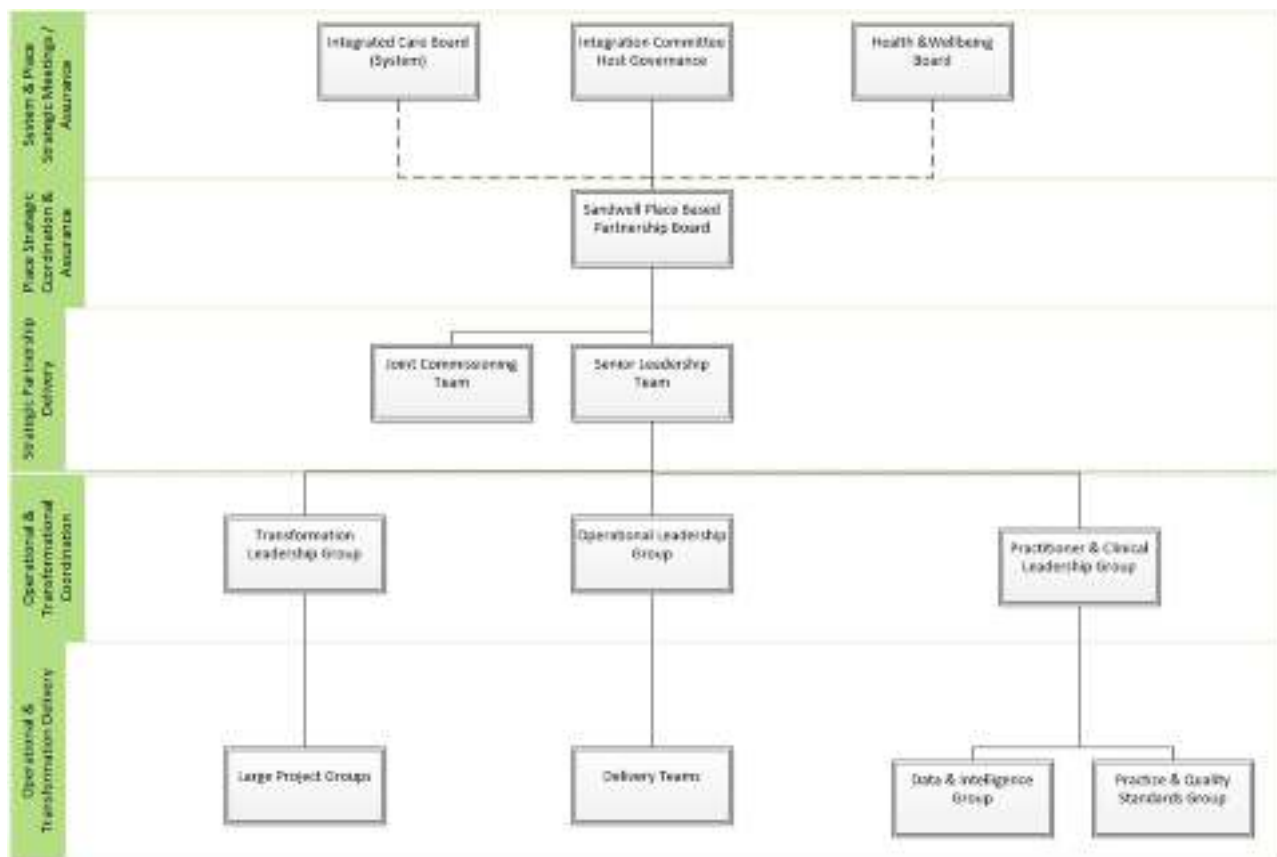 System & Place
Strategic Meetings /
Assurance
Integrated Care Board
(System)
Integration Committee
Host Governance
Health & Wellbeing
Board
Place Strategic
Coordination &
Assurance
Sandwell Place Based
Partnership Board
Strategic Partnership
Delivery
Joint Commissioning
Team
Senior Leadership
Team
Operational &
Transformational
Coordination
Transformation
Leadership Group
Operational Leadership
Group
Practitioner & Clinical
Leadership Group
Operational &
Transformation Delivery
Large Project Groups
Delivery Teams
Data & Intelligence
Group
Practice & Quality
Standards Group